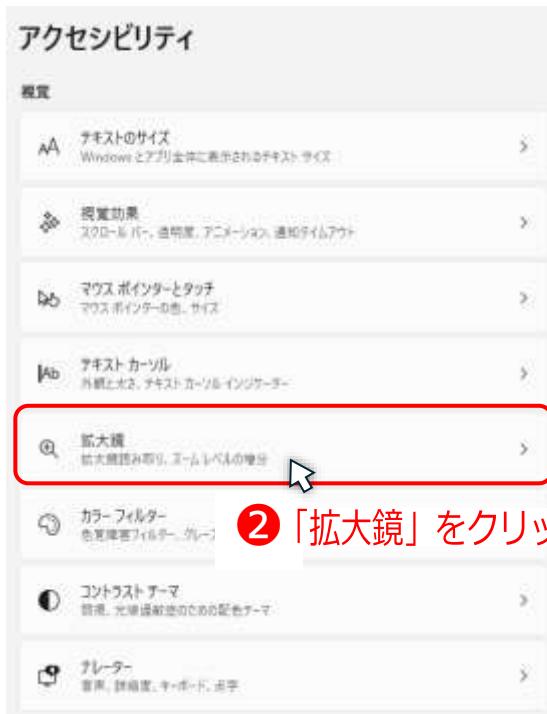 アクセシビリティ
視覚
テキストのサイズ
Windows とアプリ全体に表示されるテキスト サイズ
視覚効果
スクロール バー、透明度、アニメーション、通知タイムアウト
マウス ポインターとタッチ
マウス ポインターの色、サイズ
テキスト カーソル
外観と太さ、テキスト カーソル インジケーター
拡大鏡
拡大鏡読み取り、ズーム レベルの増分
カラー フィルター
色覚障害フィルター、グレース
❷「拡大鏡」をクリッ
コントラスト テーマ
弱視、光線過敏症のための配色テーマ
ナレーター
音声、詳細度、キーボード、点字